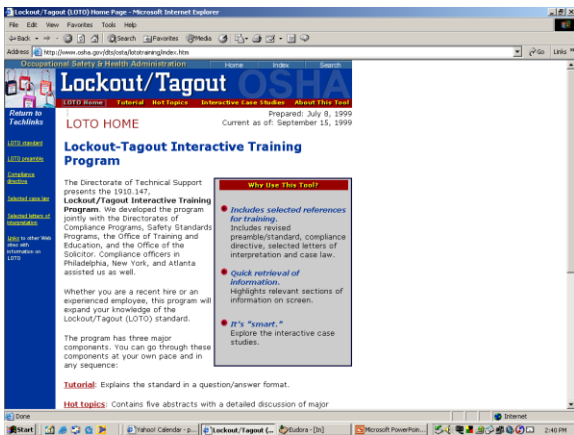 Lockout/Tagout (LOTO) Home Page - Microsoft Internet Explorer
File Edit View Favorites Tools Help
Back Search Favorites Media
Address http://www.osha.gov/dts/osta/lototraining/index.htm Go Links
Occupational Safety & Health Administration Home Index Search
Lockout/Tagout OSHA
LOTO Home Tutorial Hot Topics Interactive Case Studies About This Tool
Return to
Techlinks
LOTO standard
LOTO preamble
Compliance
directive
Selected case law
Selected letters of
interpretation
Links to other Web
sites with
information on
LOTO
Prepared: July 8, 1999
LOTO HOME Current as of: September 15, 1999
Lockout-Tagout Interactive Training
Program
The Directorate of Technical Support
presents the 1910.147,
Lockout/Tagout Interactive Training
Program. We developed the program
jointly with the Directorates of
Compliance Programs, Safety Standards
Programs, the Office of Training and
Education, and the Office of the
Solicitor. Compliance officers in
Philadelphia, New York, and Atlanta
assisted us as well.
Whether you are a recent hire or an
experienced employee, this program will
expand your knowledge of the
Lockout/Tagout (LOTO) standard.
The program has three major
components. You can go through these
components at your own pace and in
any sequence:
Why Use This Tool?
Includes selected references
for training.
Includes revised
preamble/standard, compliance
directive, selected letters of
interpretation and case law.
Quick retrieval of
information.
Highlights relevant sections of
information on screen.
It's "smart."
Explore the interactive case
studies.
Tutorial: Explains the standard in a question/answer format.
Hot topics: Contains five abstracts with a detailed discussion of major
Done Internet
Start Yahoo! Calendar - p... Lockout/Tagout (... Eudora - [In] Microsoft PowerPoin... 2:40 PM